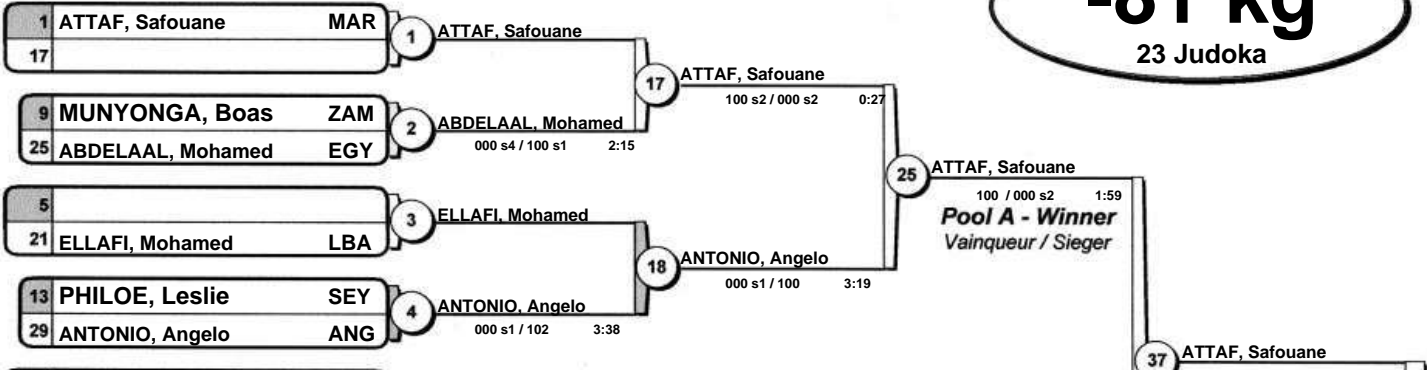 -81 kg
23 Judoka
1 ATTAF, Safouane MAR
17
1
ATTAF, Safouane
9 MUNYONGA, Boas ZAM
25 ABDELAAL, Mohamed EGY
2
ABDELAAL, Mohamed
000 s4 / 100 s1 2:15
17
ATTAF, Safouane
100 s2 / 000 s2 0:27
5
21 ELLAFI, Mohamed LBA
3
ELLAFI, Mohamed
13 PHILOE, Leslie SEY
29 ANTONIO, Angelo ANG
4
ANTONIO, Angelo
000 s1 / 102 3:38
18
ANTONIO, Angelo
000 s1 / 100 3:19
25
ATTAF, Safouane
100 / 000 s2 1:59
Pool A - Winner
Vainqueur / Sieger
37
ATTAF, Safouane